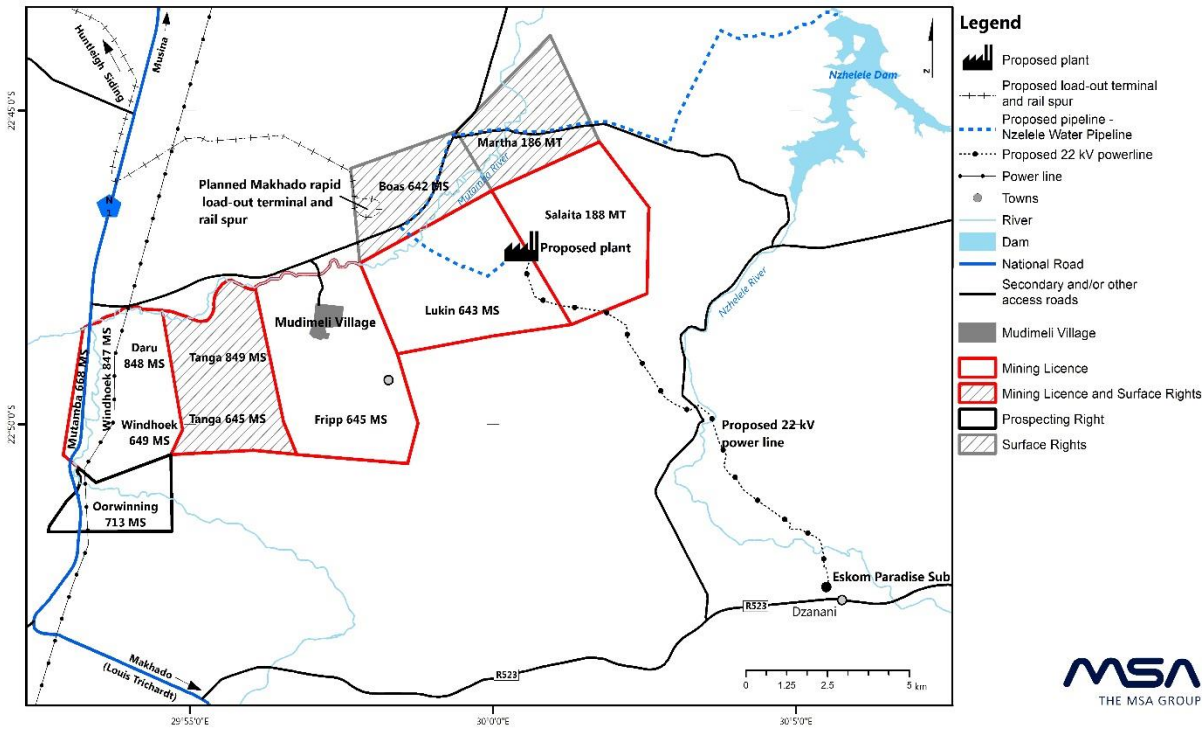 Huntleigh
Siding
Musina
22°45'0"S
N
1
Planned Makhado rapid
load-out terminal and
rail spur
Boas 642 MS
Martha 186 MT
Mutamba River
Nzhelele Dam
N
Salaita 188 MT
Proposed plant
Lukin 643 MS
Mudimeli Village
Nzhelele River
Mutamba 668 MS
Windhoek 847 MS
Daru
848 MS
Tanga 849 MS
Windhoek
649 MS
Tanga 645 MS
Fripp 645 MS
22°50'0"S
Proposed 22 kV
power line
Oorwinning
713 MS
Eskom Paradise Sub
R523
Dzanani
Makhado
(Louis Trichardt)
R523
0 1.25 2.5 5 km
29°55'0"E
30°0'0"E
30°5'0"E
Legend
Proposed plant
Proposed load-out terminal
and rail spur
Proposed pipeline -
Nzelele Water Pipeline
Proposed 22 kV powerline
Power line
Towns
River
Dam
National Road
Secondary and/or other
access roads
Mudimeli Village
Mining Licence
Mining Licence and Surface Rights
Prospecting Right
Surface Rights
MSA
THE MSA GROUP